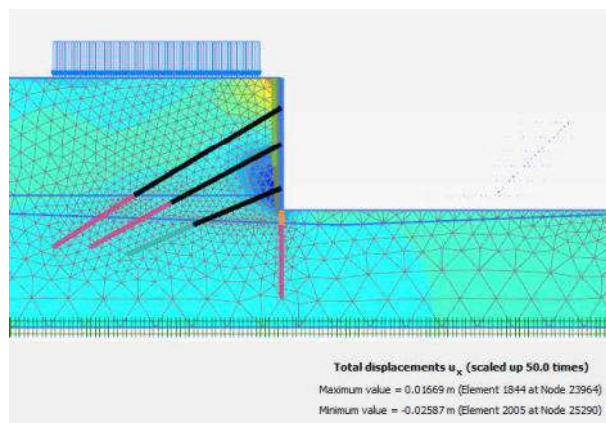 Total displacements uₓ (scaled up 50.0 times)
Maximum value = 0.01669 m (Element 1844 at Node 23964)
Minimum value = -0.02587 m (Element 2005 at Node 25290)